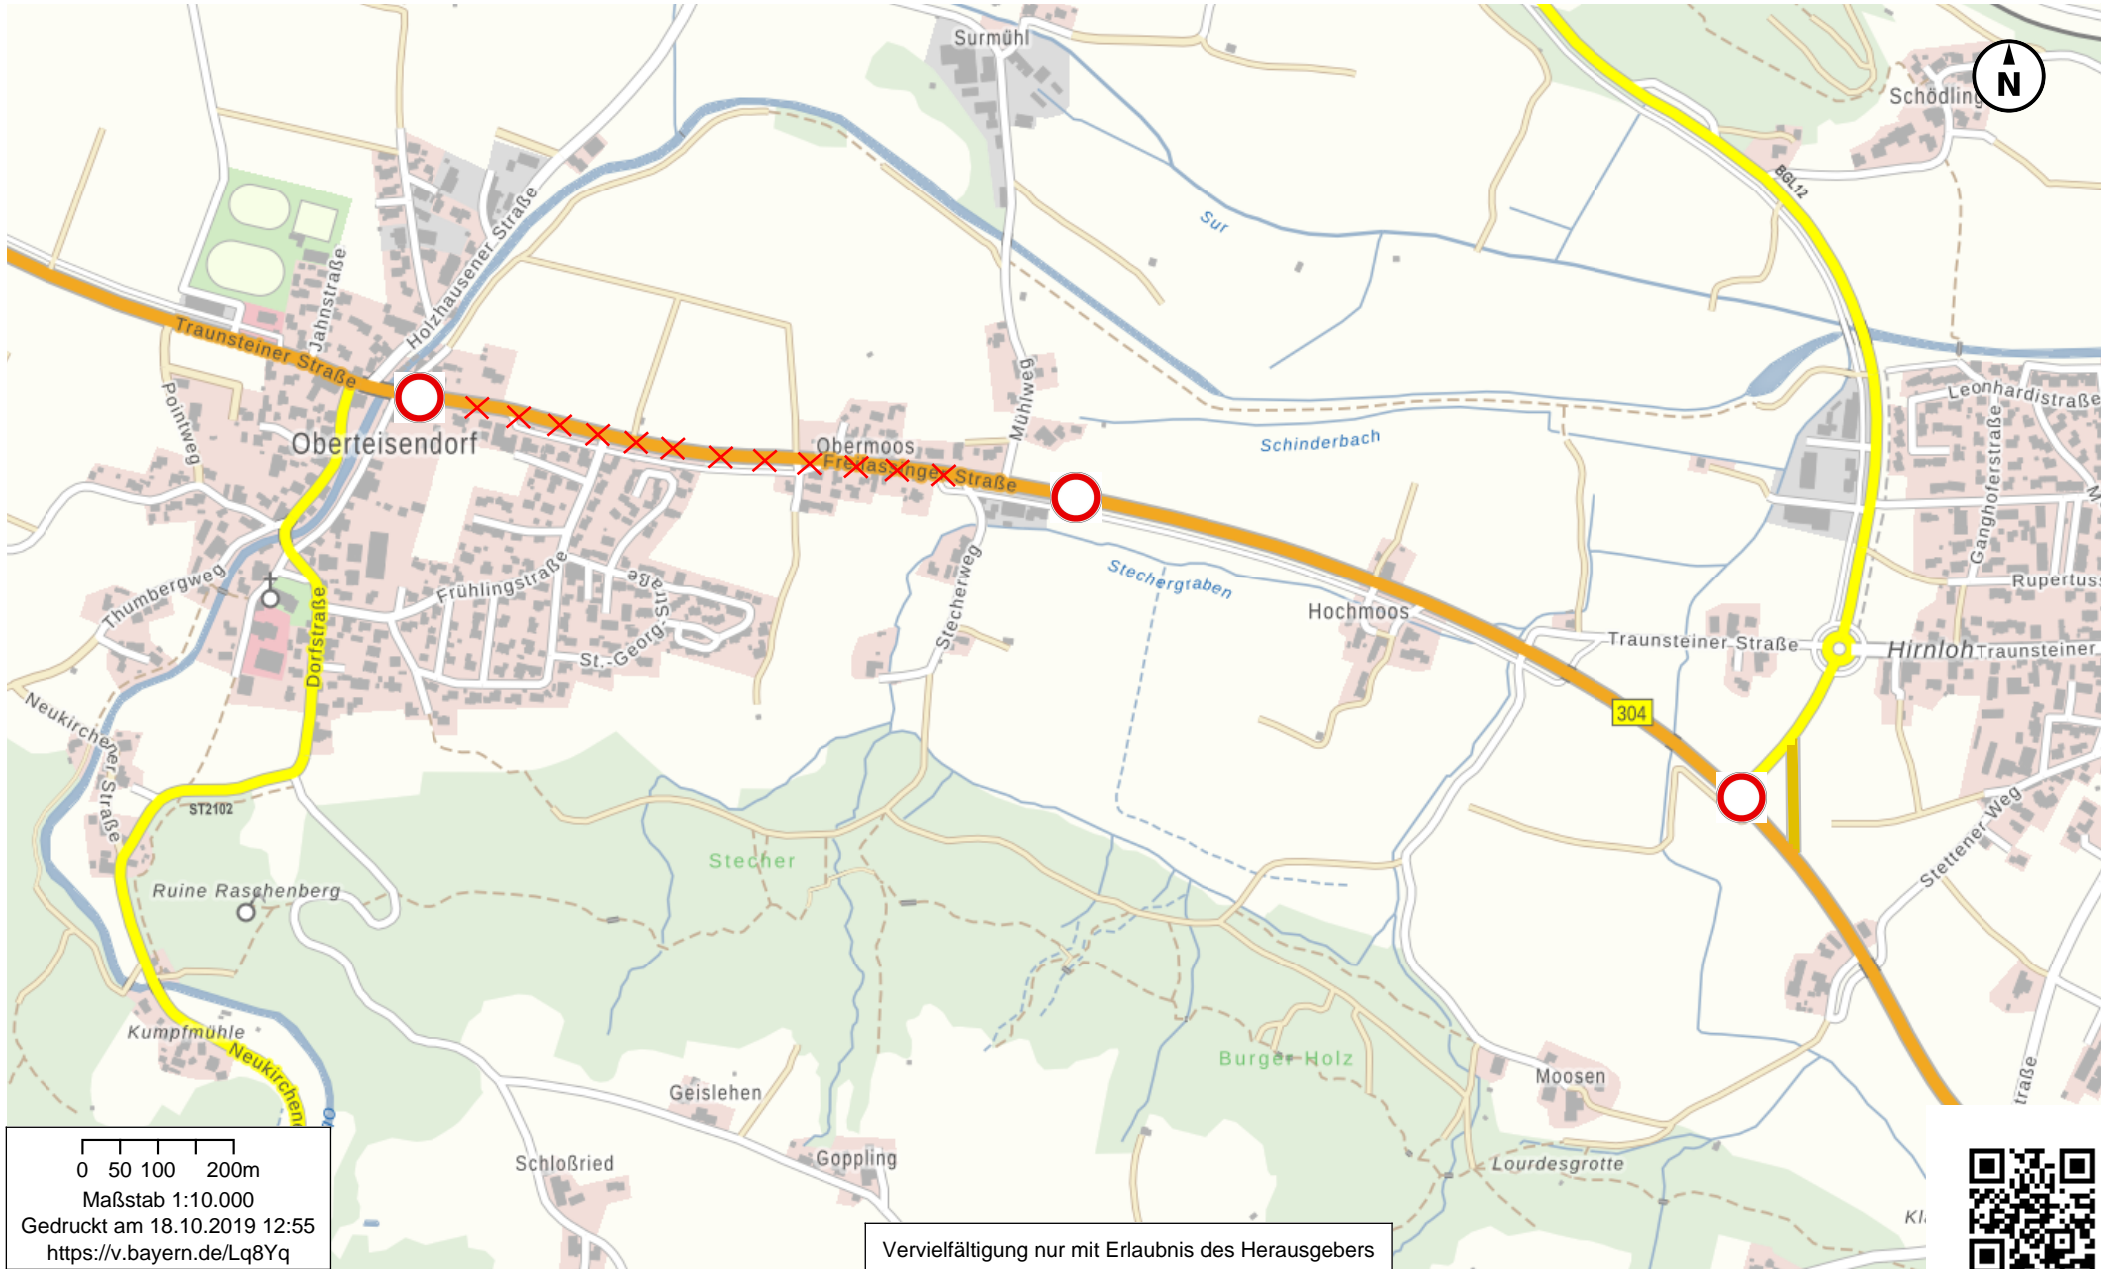 Surmühl
N
Schödling
BGL12
Sur
Jahnstraße
Holzhausener Straße
Traunsteiner Straße
Pointweg
Oberteisendorf
Obermoos
Freilassinger Straße
Mühlweg
Schinderbach
Leonhardistraße
Ganghoferstraße
Stechergraben
Stecherweg
Thumbergweg
Frühlingstraße
St.-Georg-Straße
Dorfstraße
Hochmoos
Traunsteiner Straße
Hirnloh
Traunsteiner
Neukirchener Straße
304
ST2102
Stettener Weg
Stecher
Ruine Raschenberg
Kumpfmühle
Burger Holz
Geislehen
Moosen
traße
Schloßried
Goppling
Lourdesgrotte
0 50 100 200m
Maßstab 1:10.000
Gedruckt am 18.10.2019 12:55
https://v.bayern.de/Lq8Yq
Vervielfältigung nur mit Erlaubnis des Herausgebers